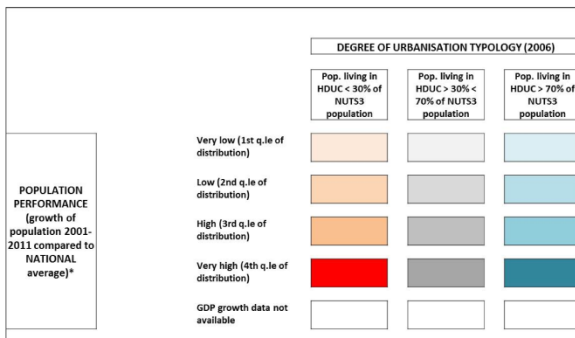 DEGREE OF URBANISATION TYPOLOGY (2006)
Pop. living in
HDUC < 30% of
NUTS3
population
Pop. living in
HDUC > 30% <
70% of NUTS3
population
Pop. living in
HDUC > 70% of
NUTS3
population
POPULATION
PERFORMANCE
(growth of
population 2001-
2011 compared to
NATIONAL
average)*
Very low (1st q.le of
distribution)
Low (2nd q.le of
distribution)
High (3rd q.le of
distribution)
Very high (4th q.le of
distribution)
GDP growth data not
available